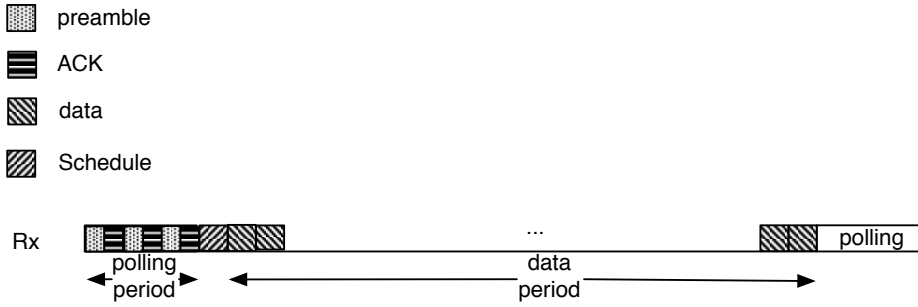 preamble
ACK
data
Schedule
Rx
...
polling
polling
period
data
period